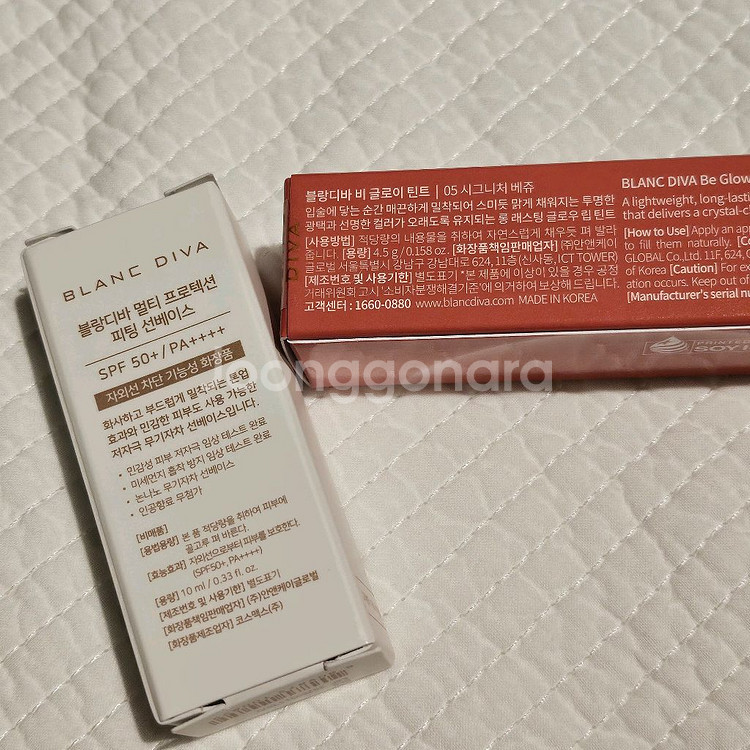 BLANC DIVA
블랑디바 멀티 프로텍션
피팅 선베이스
SPF 50+/PA++++
자외선 차단 기능성 화장품
화사하고 부드럽게 밀착되는 톤업
효과와 민감한 피부도 사용 가능한
저자극 무기자차 선베이스입니다.
• 민감성 피부 저자극 임상 테스트 완료
• 미세먼지 흡착 방지 임상 테스트 완료
• 논나노 무기자차 선베이스
• 인공향료 무첨가
[비매품]
[용법용량] 본 품 적당량을 취하여 피부에
골고루 펴 바른다.
[효능효과] 자외선으로부터 피부를 보호한다.
(SPF50+, PA++++)
[용량] 10 ml / 0.33 fl. oz.
[제조번호 및 사용기한] 별도표기
[화장품책임판매업자] (주)안앤케이글로벌
[화장품제조업자] 코스맥스(주)
DIVA
블랑디바 비 글로이 틴트 | 05 시그니처 베쥬
입술에 닿는 순간 매끈하게 밀착되어 스미듯 맑게 채워지는 투명한
광택과 선명한 컬러가 오래도록 유지되는 롱 래스팅 글로우 립 틴트
[사용방법] 적당량의 내용물을 취하여 자연스럽게 채우듯 펴 발라
줍니다. [용량] 4.5 g / 0.158 oz. [화장품책임판매업자] (주)안앤케이
글로벌 서울특별시 강남구 강남대로 624, 11층 (신사동, ICT TOWER)
[제조번호 및 사용기한] 별도표기 *본 제품에 이상이 있을 경우 공정
거래위원회 고시 '소비자분쟁해결기준'에 의거하여 보상해 드립니다.
고객센터 : 1660-0880 www.blancdiva.com MADE IN KOREA
BLANC DIVA Be Glow
A lightweight, long-lasti
that delivers a crystal-c
[How to Use] Apply an apr
to fill them naturally. [Co
GLOBAL Co.,Ltd. 11F, 624, G
of Korea [Caution] For ex
ation occurs. Keep out of
[Manufacturer's serial nu
PRINTE
SOY I
joonggonara